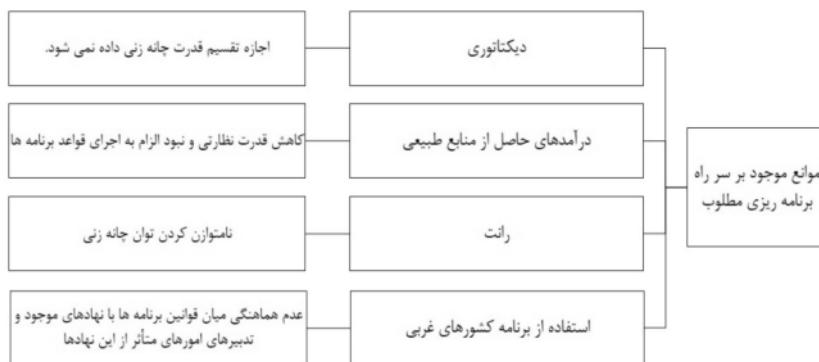 موانع موجود بر سر راه
برنامه ریزی مطلوب
دیکتاتوری
اجازه تقسیم قدرت چانه زنی داده نمی شود.
درآمدهای حاصل از منابع طبیعی
کاهش قدرت نظارتی و نبود الزام به اجرای قواعد برنامه ها
رانت
نامتوازن کردن توان چانه زنی
استفاده از برنامه کشورهای غربی
عدم هماهنگی میان قوانین برنامه ها با نهادهای موجود و
تدبیرهای امورهای متأثر از این نهادها